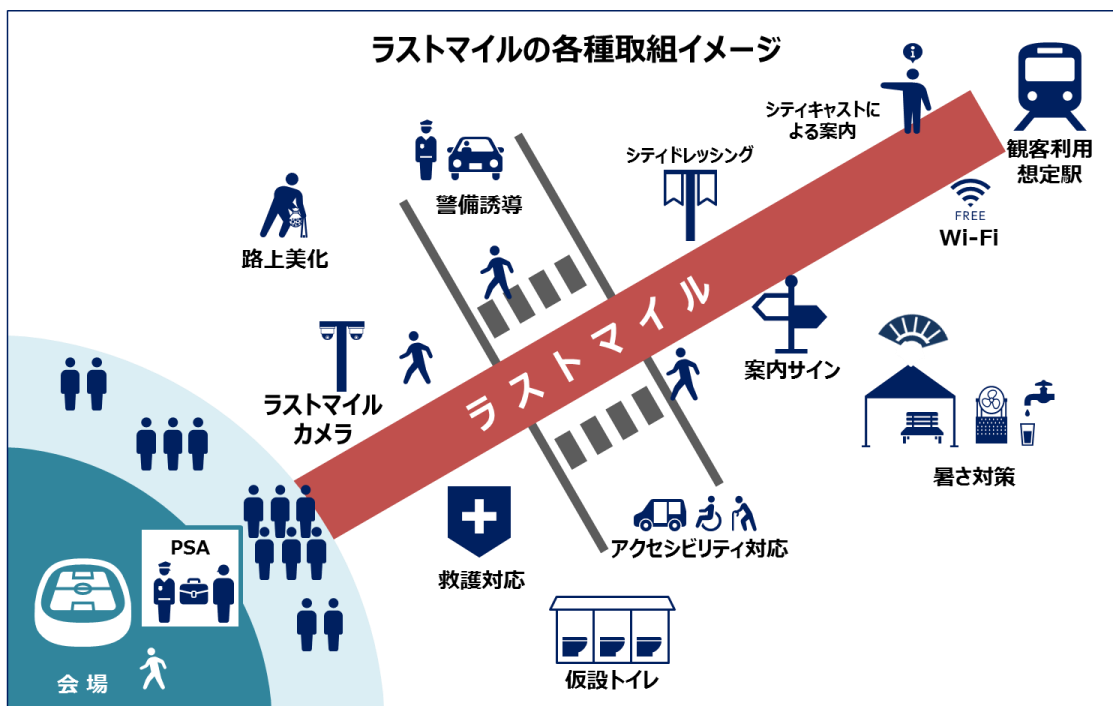 ラストマイルの各種取組イメージ
シティキャストに
よる案内
観客利用
想定駅
シティドレッシング
警備誘導
路上美化
FREE
Wi-Fi
ラストマイル
案内サイン
ラストマイル
カメラ
暑さ対策
アクセシビリティ対応
救護対応
PSA
仮設トイレ
会場